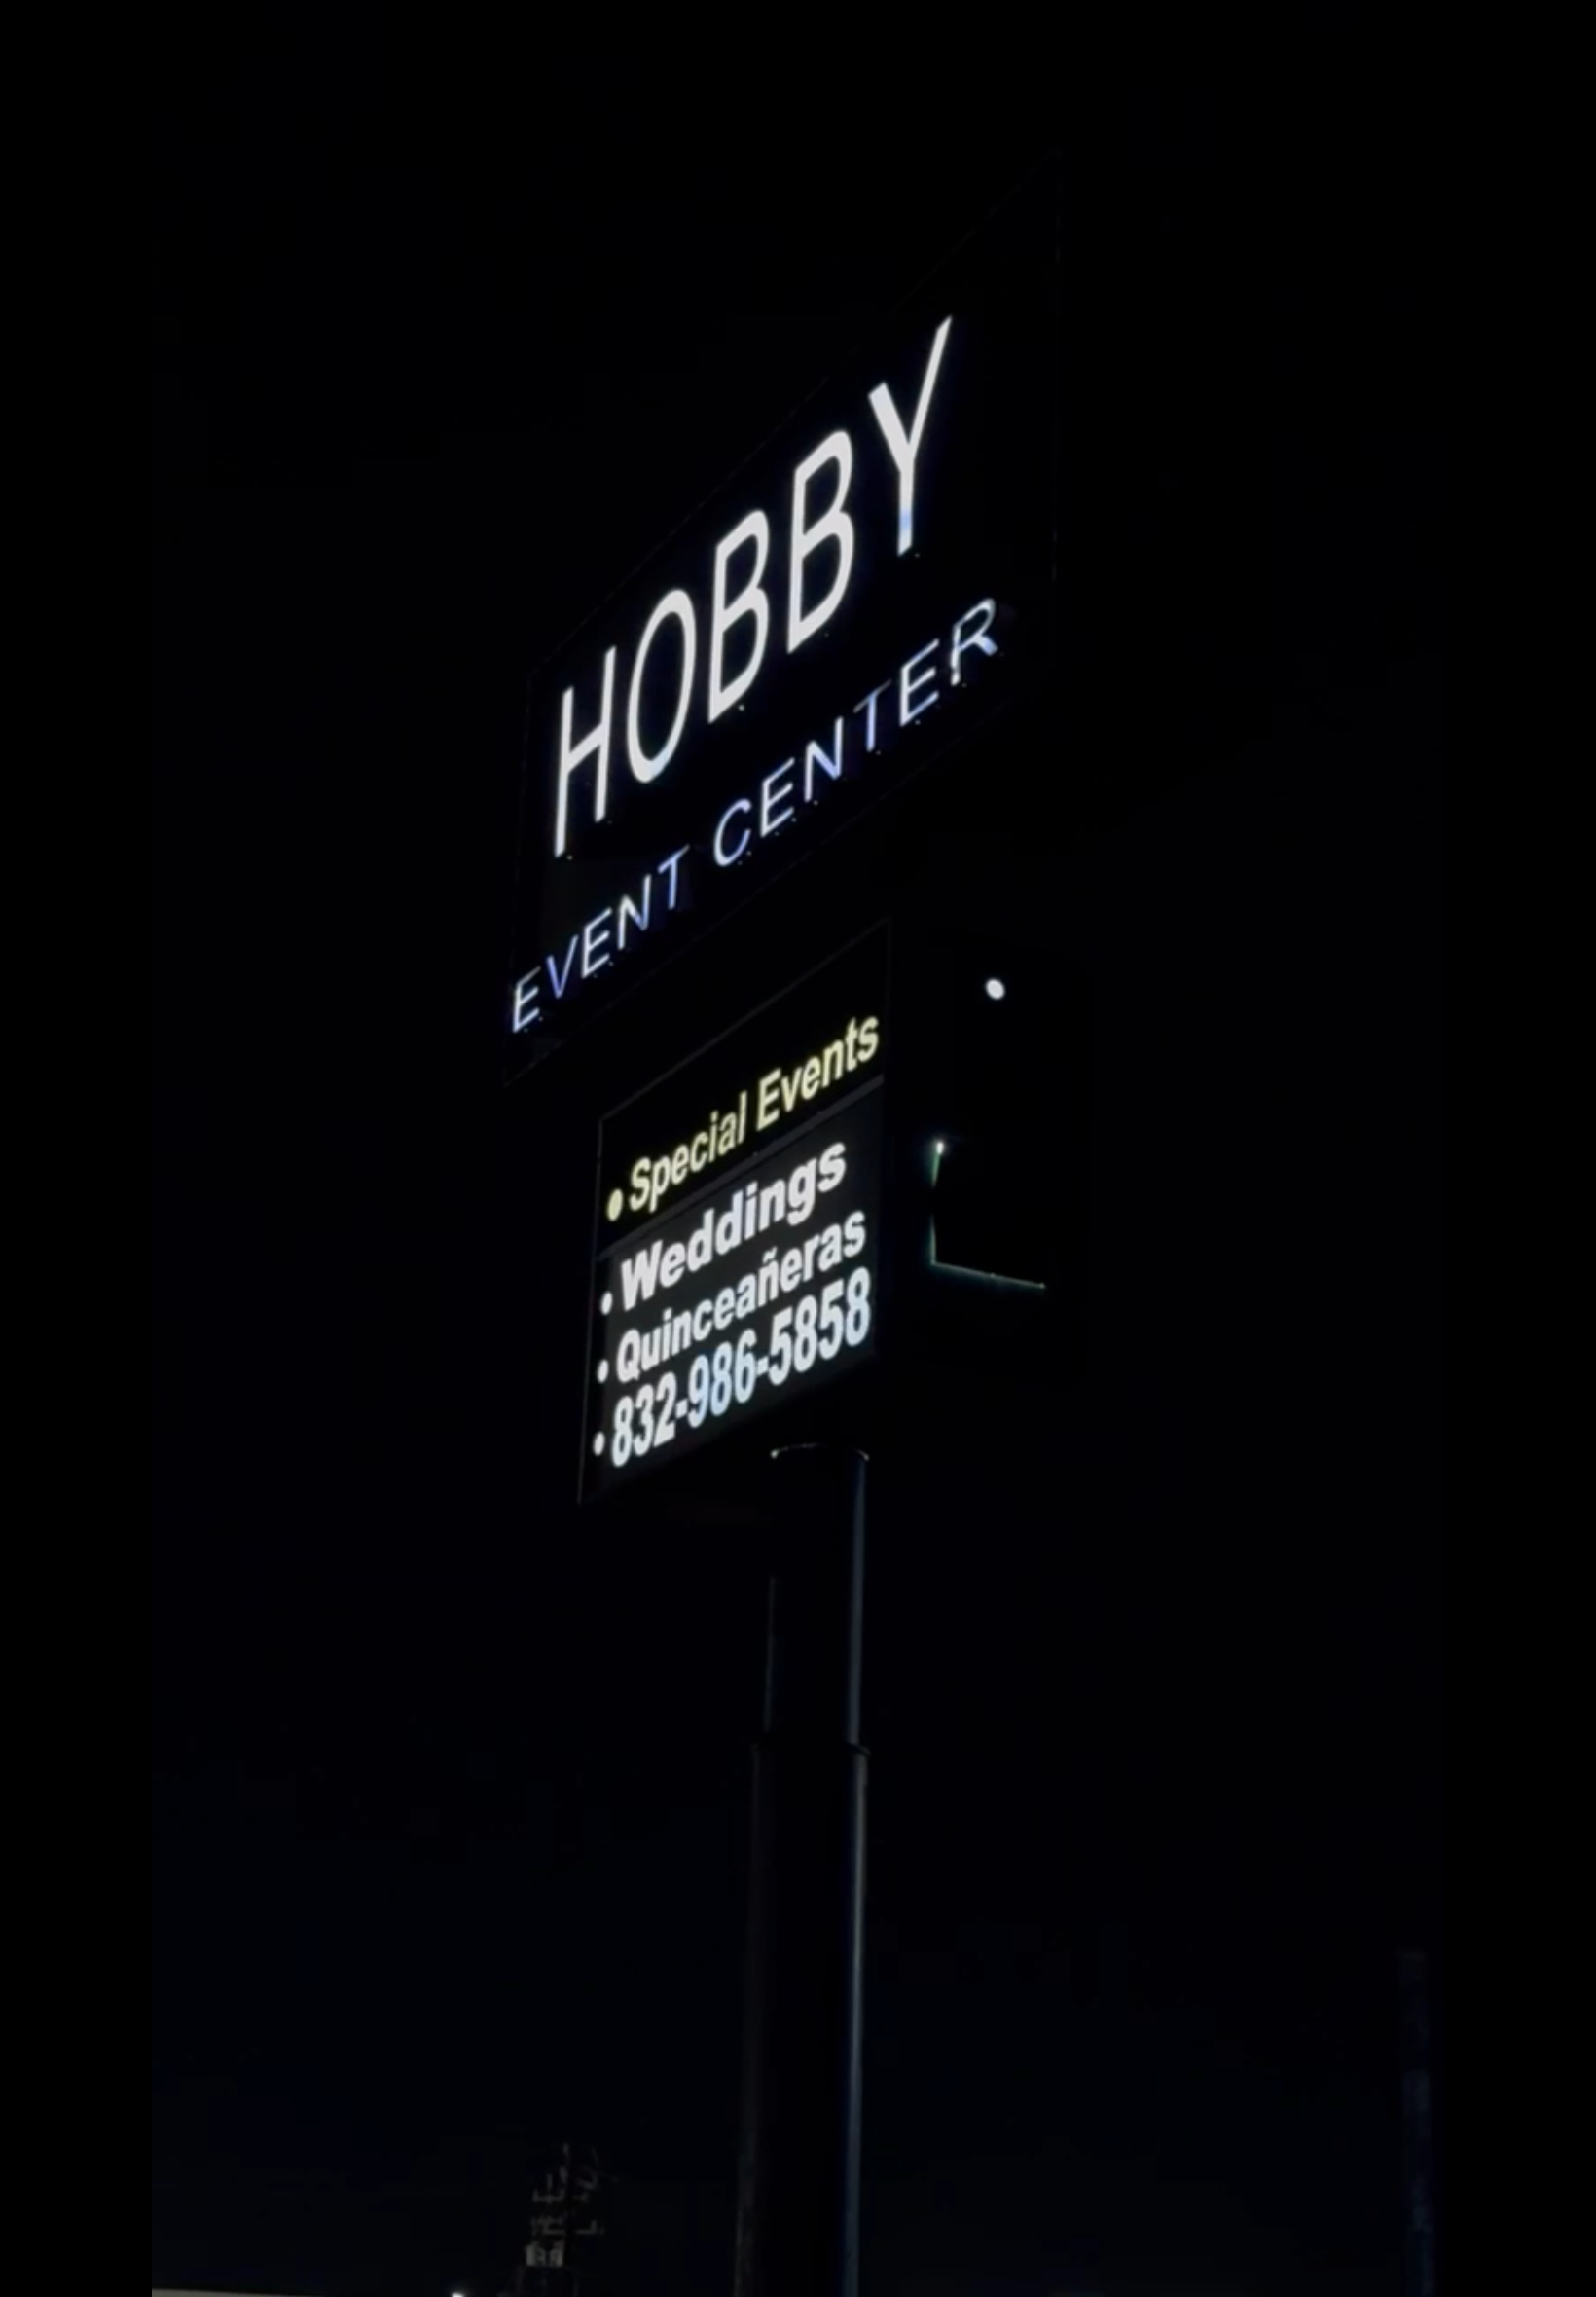 HOBBY
EVENT CENTER
• Special Events
• Weddings
• Quinceañeras
• 832-986-5858